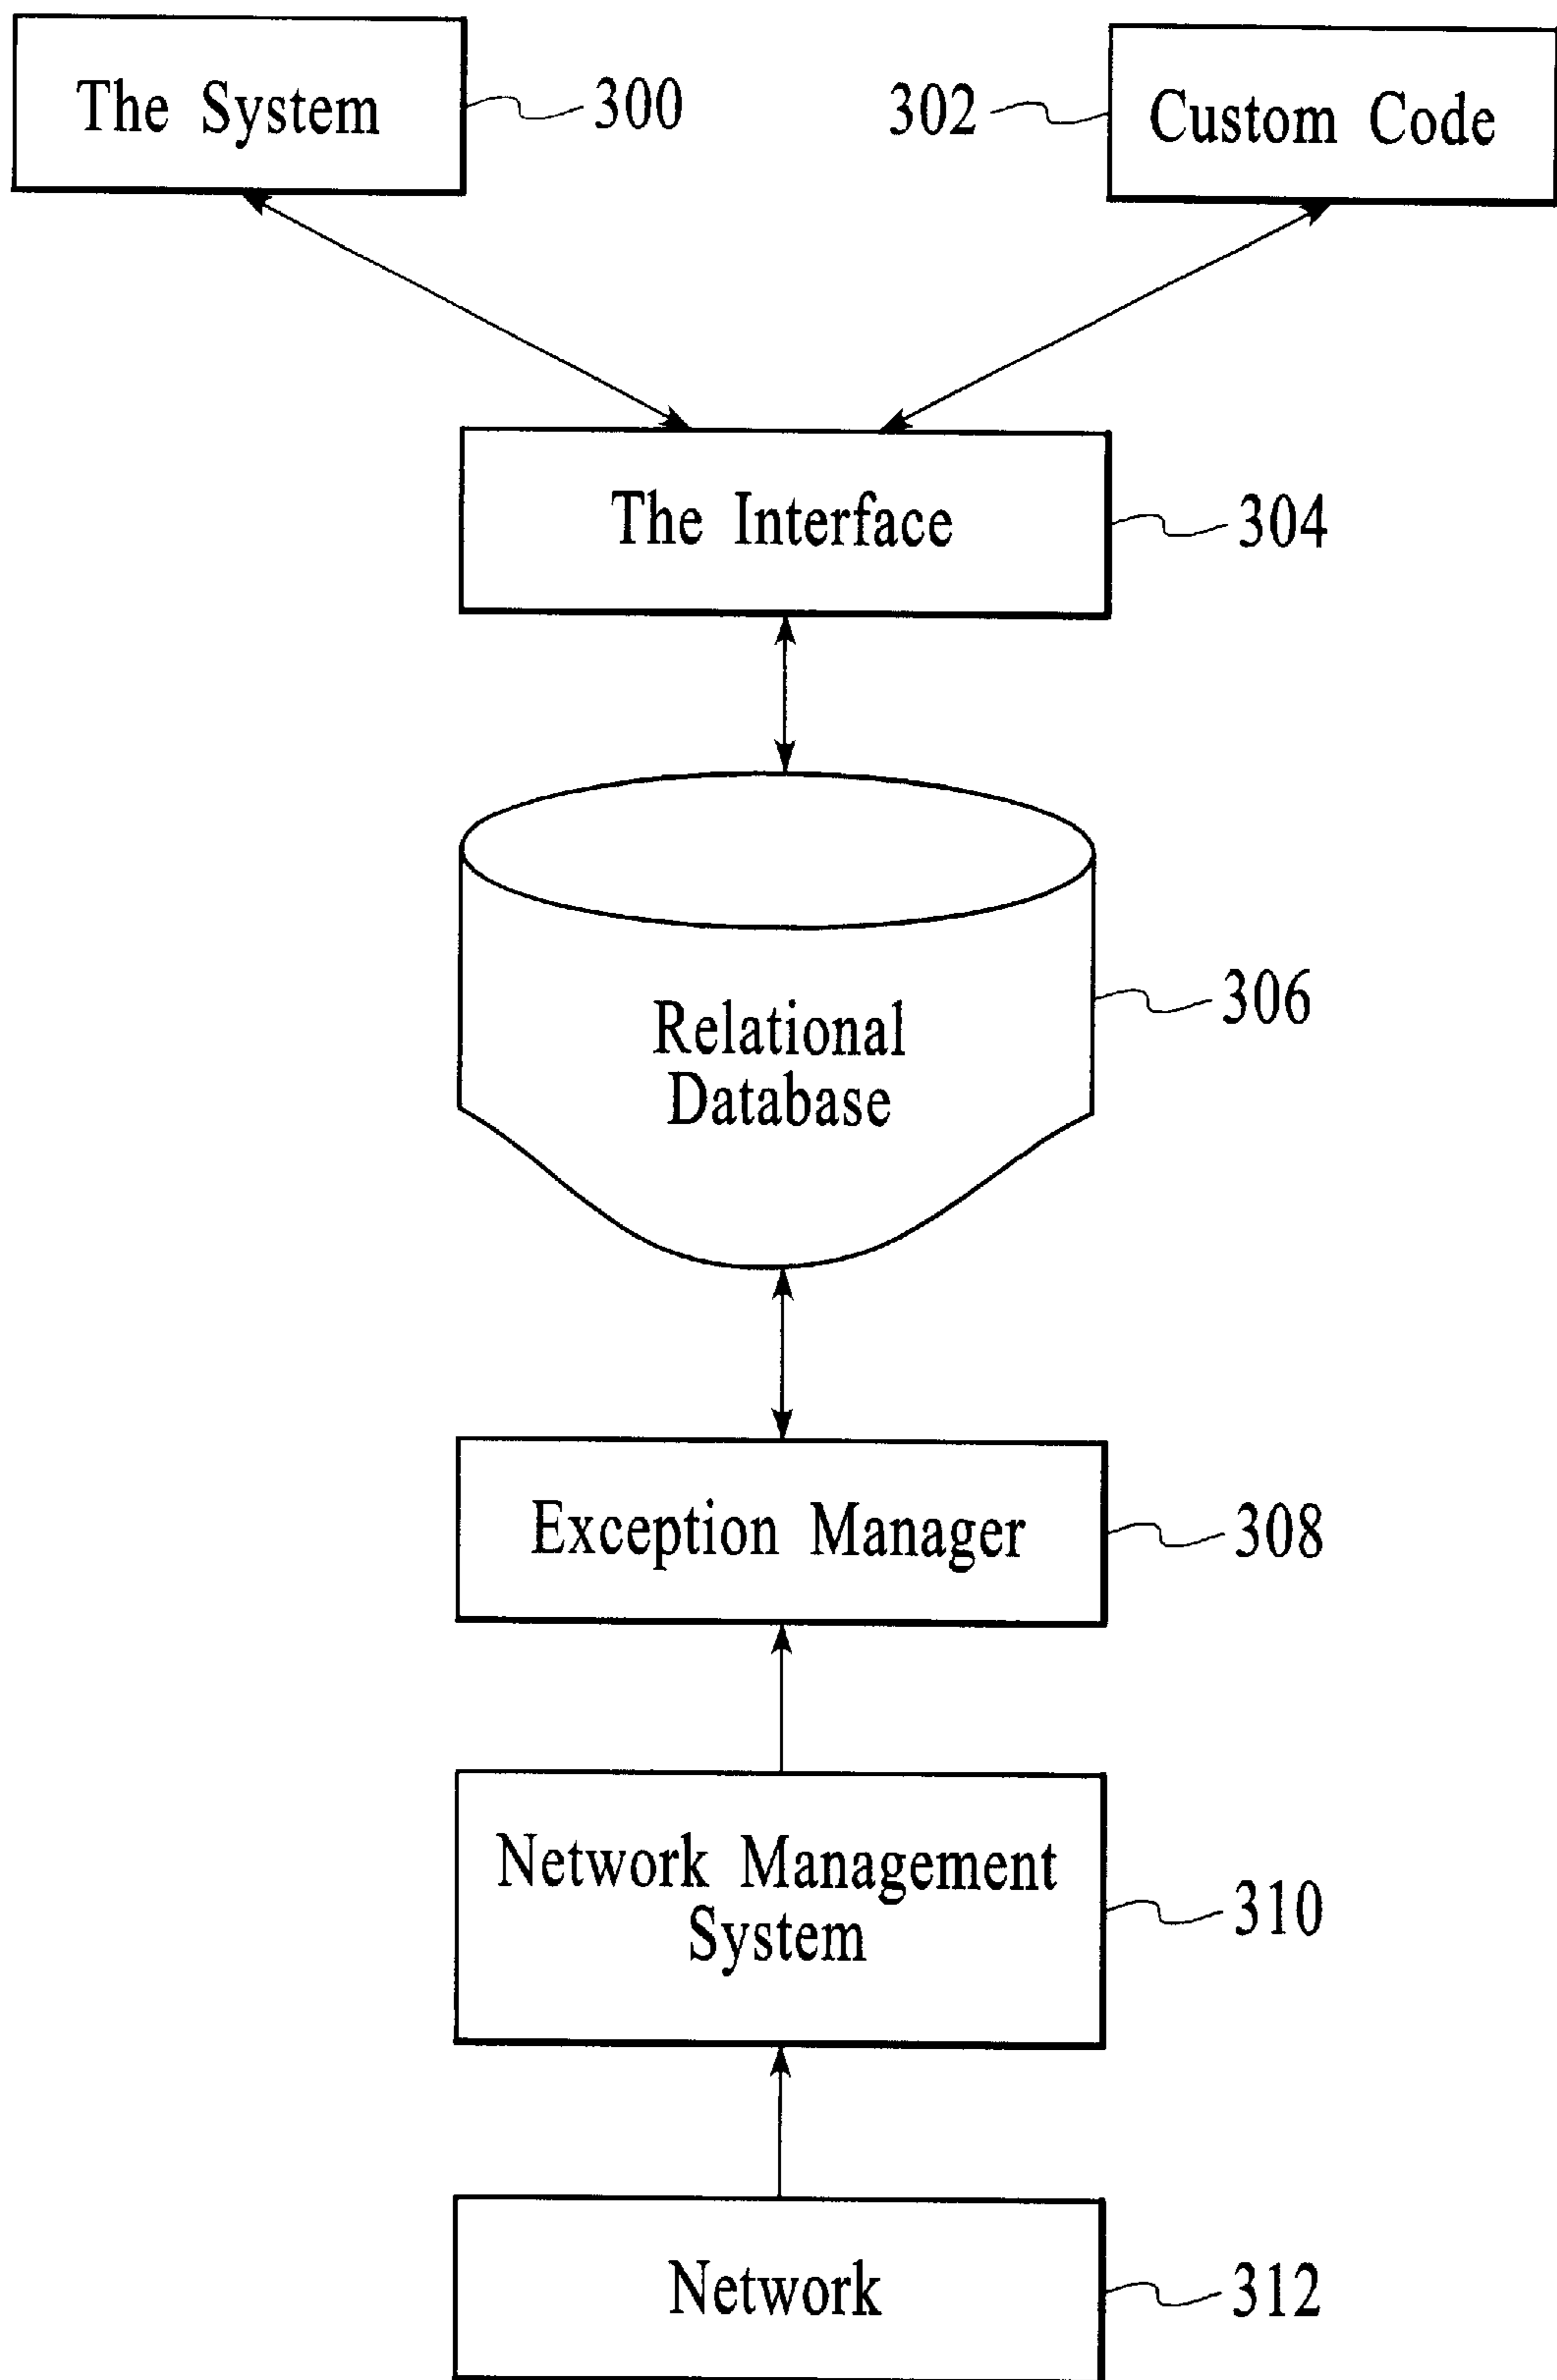 The System
300
302
Custom Code
The Interface
304
Relational
Database
306
Exception Manager
308
Network Management
System
310
Network
312